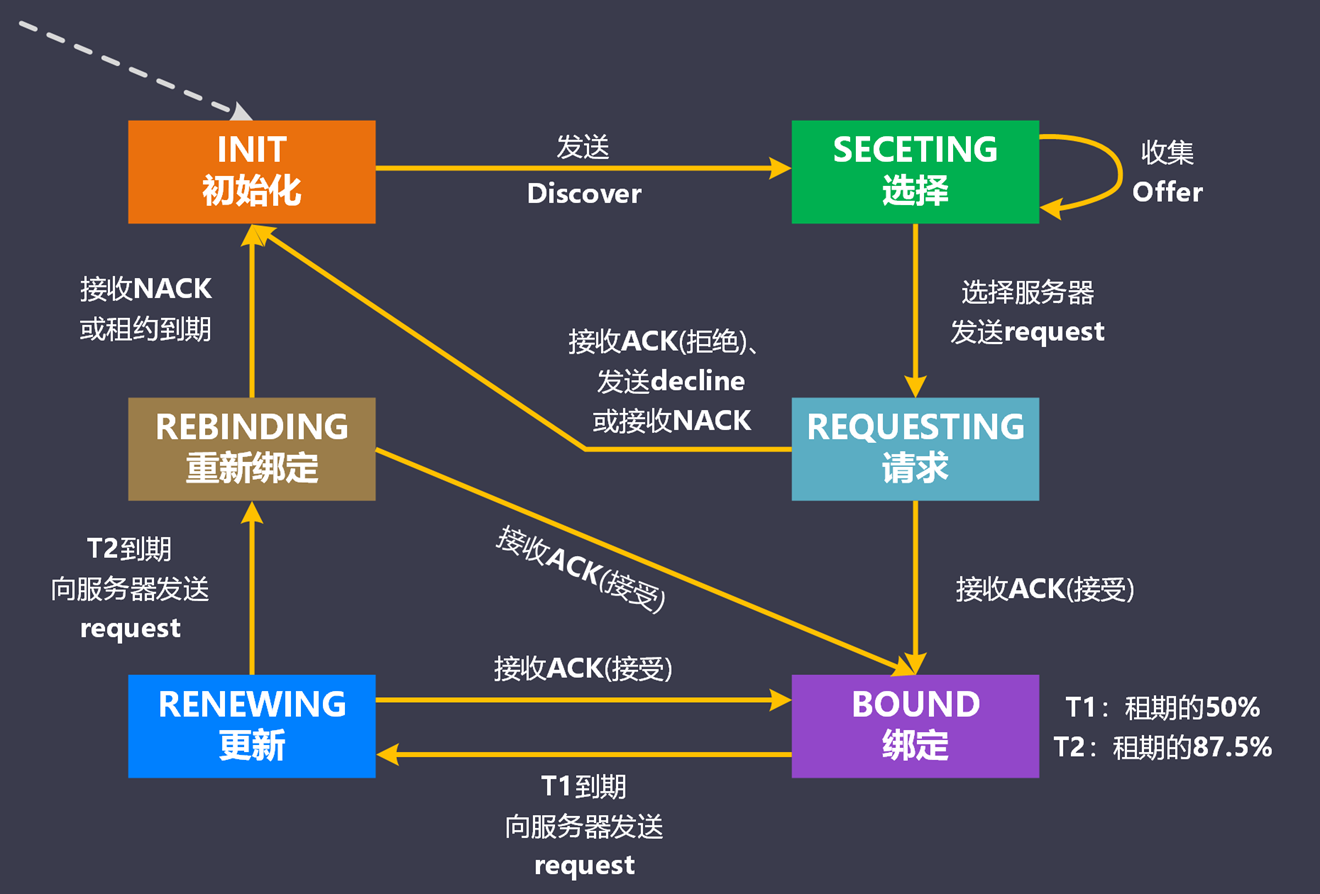 INIT
初始化
发送
Discover
SECETING
选择
收集
Offer
接收NACK
或租约到期
选择服务器
发送request
接收ACK(拒绝)、
发送decline
或接收NACK
REBINDING
重新绑定
REQUESTING
请求
接收ACK(接受)
T2到期
向服务器发送
request
接收ACK(接受)
接收ACK(接受)
RENEWING
更新
BOUND
绑定
T1：租期的50%
T2：租期的87.5%
T1到期
向服务器发送
request